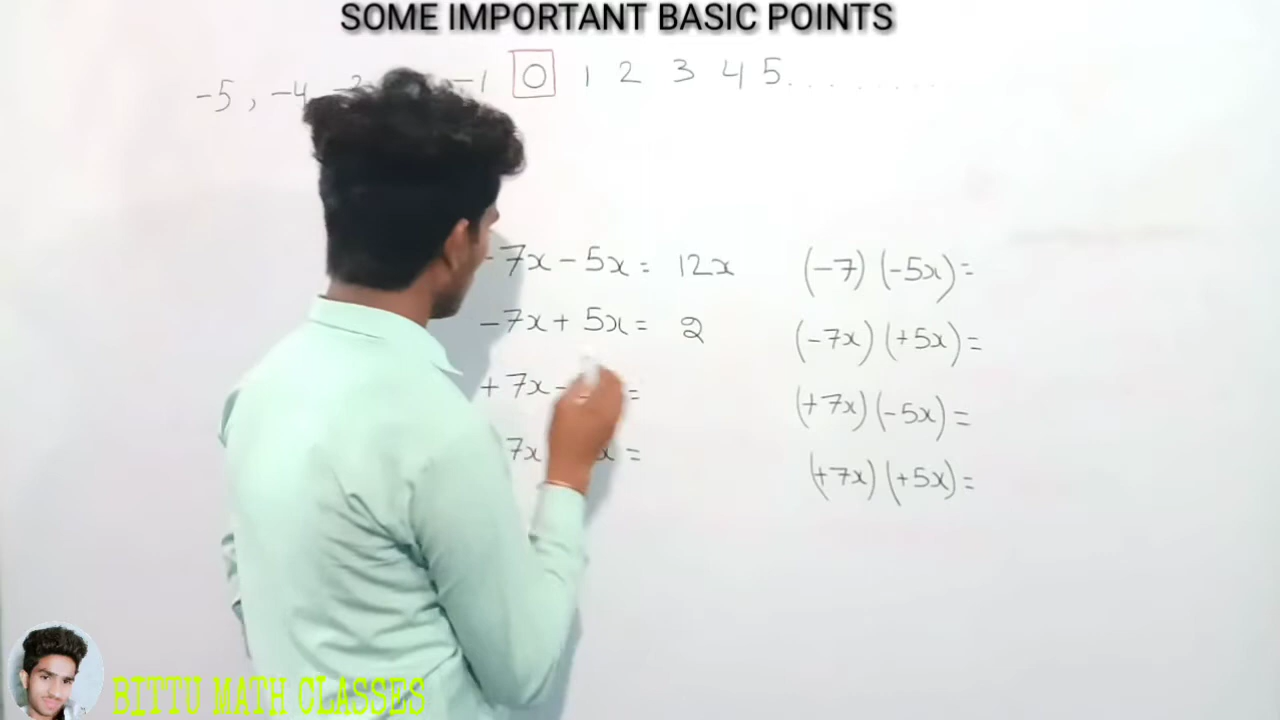 SOME IMPORTANT BASIC POINTS
-5, -4 -1 0 1 2 3 4 5.........
-7x - 5x = 12x
-7x + 5x = 2
+7x - =
7x x =
(-7) (-5x) =
(-7x) (+5x) =
(+7x) (-5x) =
(+7x) (+5x) =
BITTU MATH CLASSES